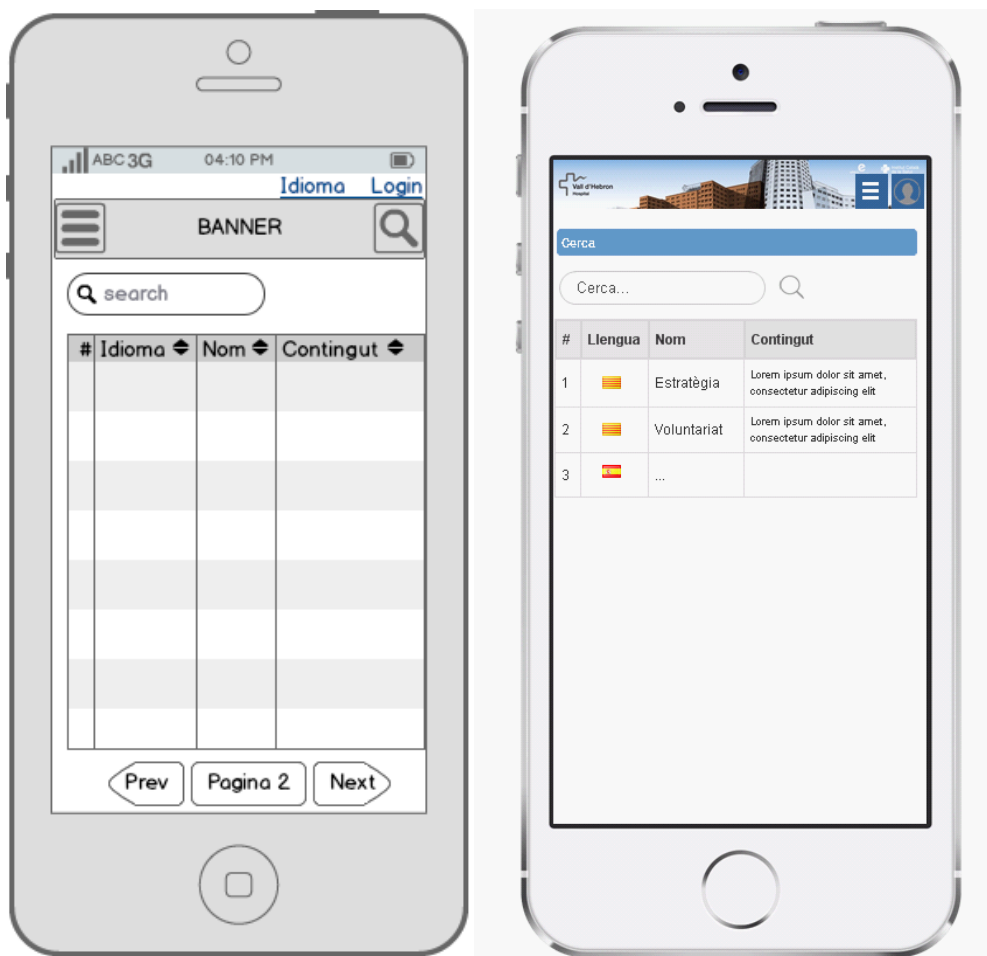 ABC 3G 04:10 PM
Idioma Login
BANNER
search
# Idioma Nom Contingut
Prev Pagina 2 Next
Vall d'Hebron
Hospital
Cerca
Cerca...
# Llengua Nom Contingut
1 Estratègia Lorem ipsum dolor sit amet,
consectetur adipiscing elit
2 Voluntariat Lorem ipsum dolor sit amet,
consectetur adipiscing elit
3 ...